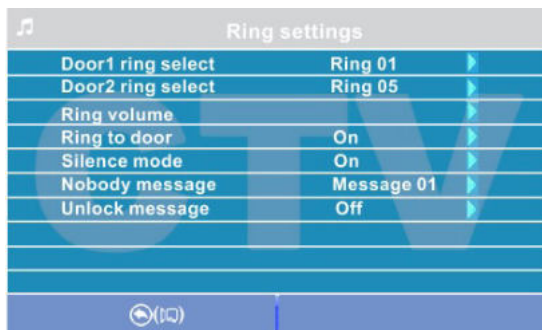 Ring settings
Door1 ring select Ring 01
Door2 ring select Ring 05
Ring volume
Ring to door On
Silence mode On
Nobody message Message 01
Unlock message Off
CTV